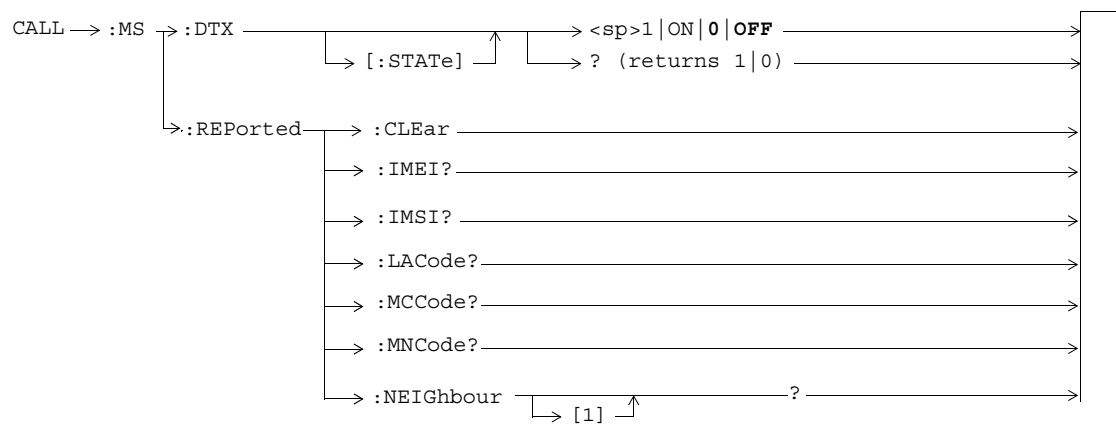 CALL :MS :DTX <sp>1|ON|0|OFF
[:STATe] ? (returns 1|0)
:REPorted :CLEar
:IMEI?
:IMSI?
:LACode?
:MCCode?
:MNCode?
:NEIGhbour ?
[1]